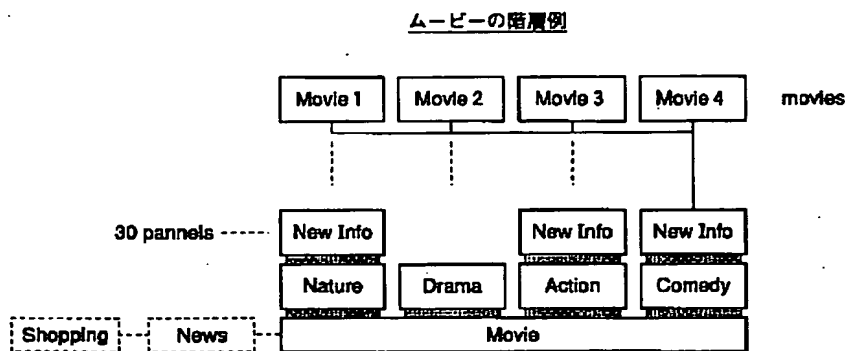 ムービーの階層例
Movie 1 Movie 2 Movie 3 Movie 4 movies
30 pannels New Info New Info New Info
Nature Drama Action Comedy
Shopping News Movie